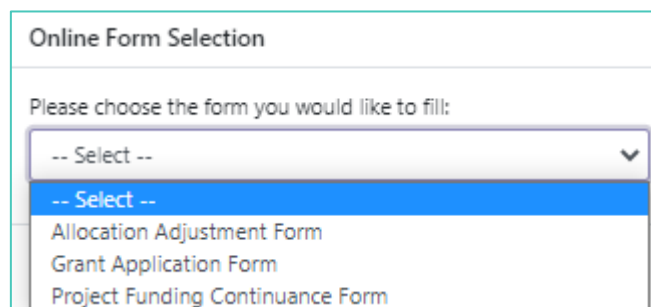 Online Form Selection
Please choose the form you would like to fill:
-- Select --
-- Select --
Allocation Adjustment Form
Grant Application Form
Project Funding Continuance Form